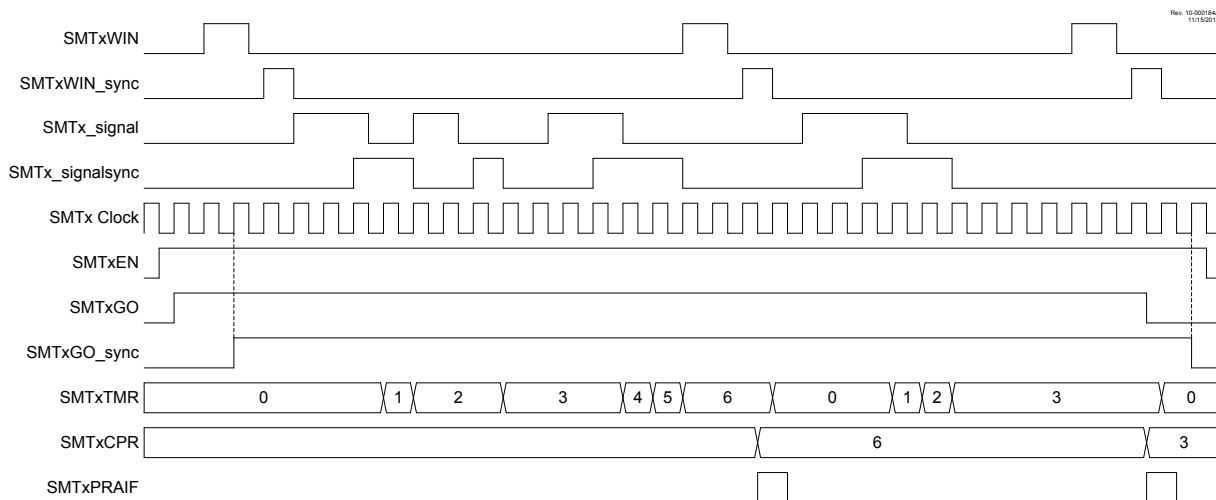 Rev. 10-000184
11/15/201
SMTxWIN
SMTxWIN_sync
SMTx_signal
SMTx_signalsync
SMTx Clock
SMTxEN
SMTxGO
SMTxGO_sync
SMTxTMR 0 1 2 3 4 5 6 0 1 2 3 0
SMTxCPR 6 3
SMTxPRAIF